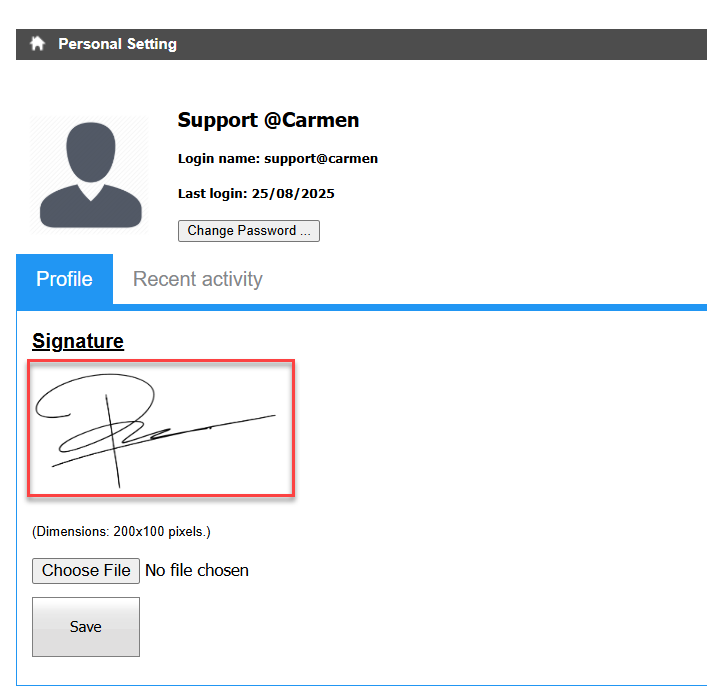 Personal Setting
Support @Carmen
Login name: support@carmen
Last login: 25/08/2025
Change Password ...
Profile
Recent activity
Signature
(Dimensions: 200x100 pixels.)
Choose File No file chosen
Save